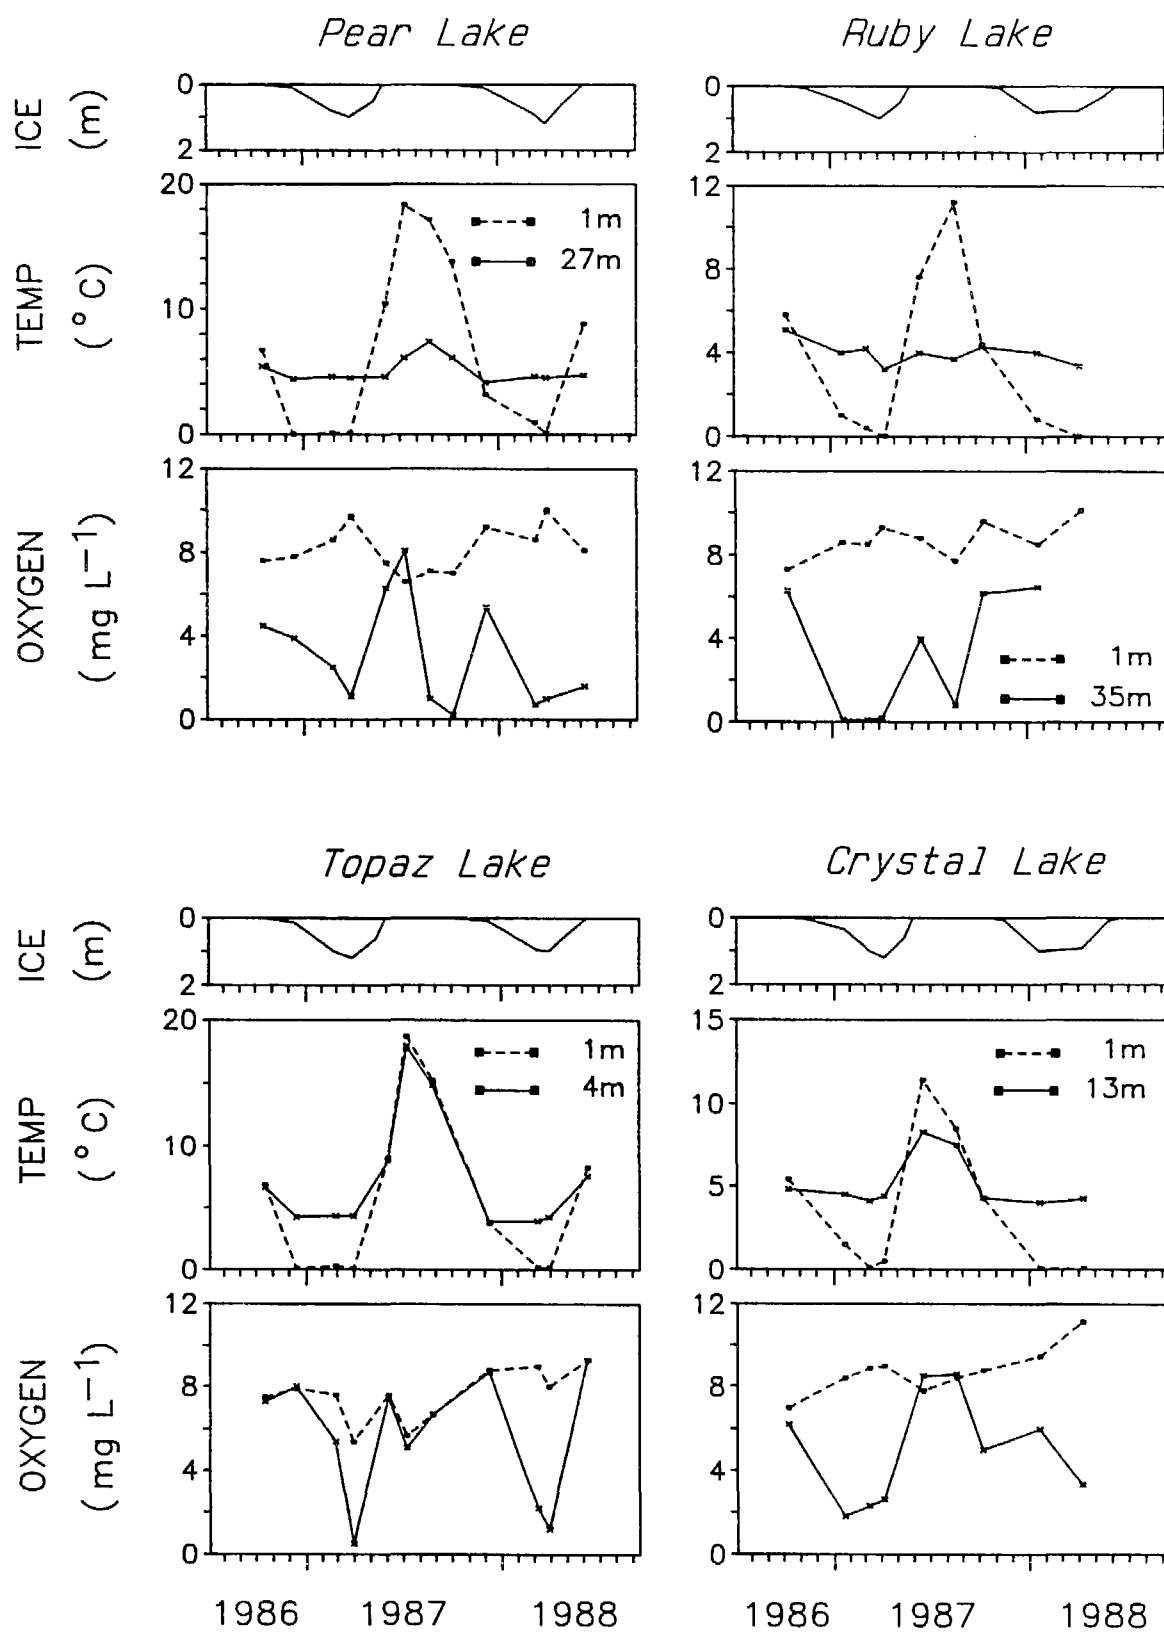 Pear Lake
Ruby Lake
ICE
(m)
0
2
0
2
TEMP
(°C)
20
10
0
1m
27m
12
8
4
0
OXYGEN
(mg L−1)
12
8
4
0
12
8
4
0
1m
35m
Topaz Lake
Crystal Lake
ICE
(m)
0
2
0
2
TEMP
(°C)
20
10
0
1m
4m
15
10
5
0
1m
13m
OXYGEN
(mg L−1)
12
8
4
0
12
8
4
0
1986 1987 1988
1986 1987 1988